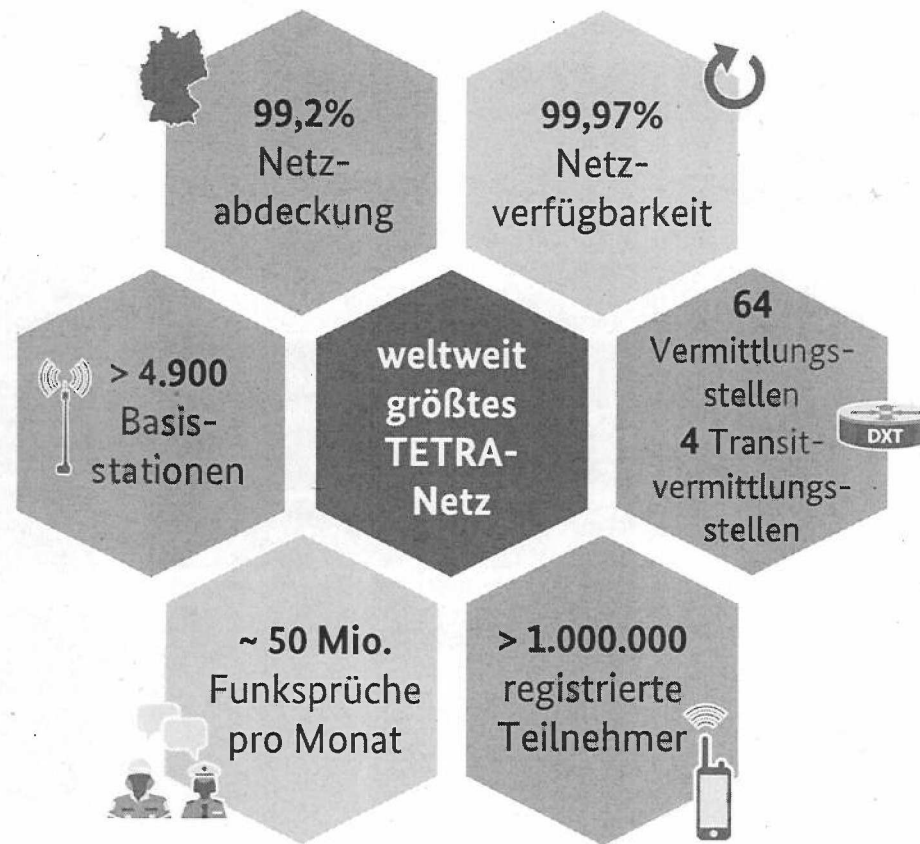 99,2%
Netz-
abdeckung
99,97%
Netz-
verfügbarkeit
> 4.900
Basis-
stationen
weltweit
größtes
TETRA-
Netz
64
Vermittlungs-
stellen
4 Transit-
vermittlungs-
stellen
DXT
~ 50 Mio.
Funksprüche
pro Monat
> 1.000.000
registrierte
Teilnehmer